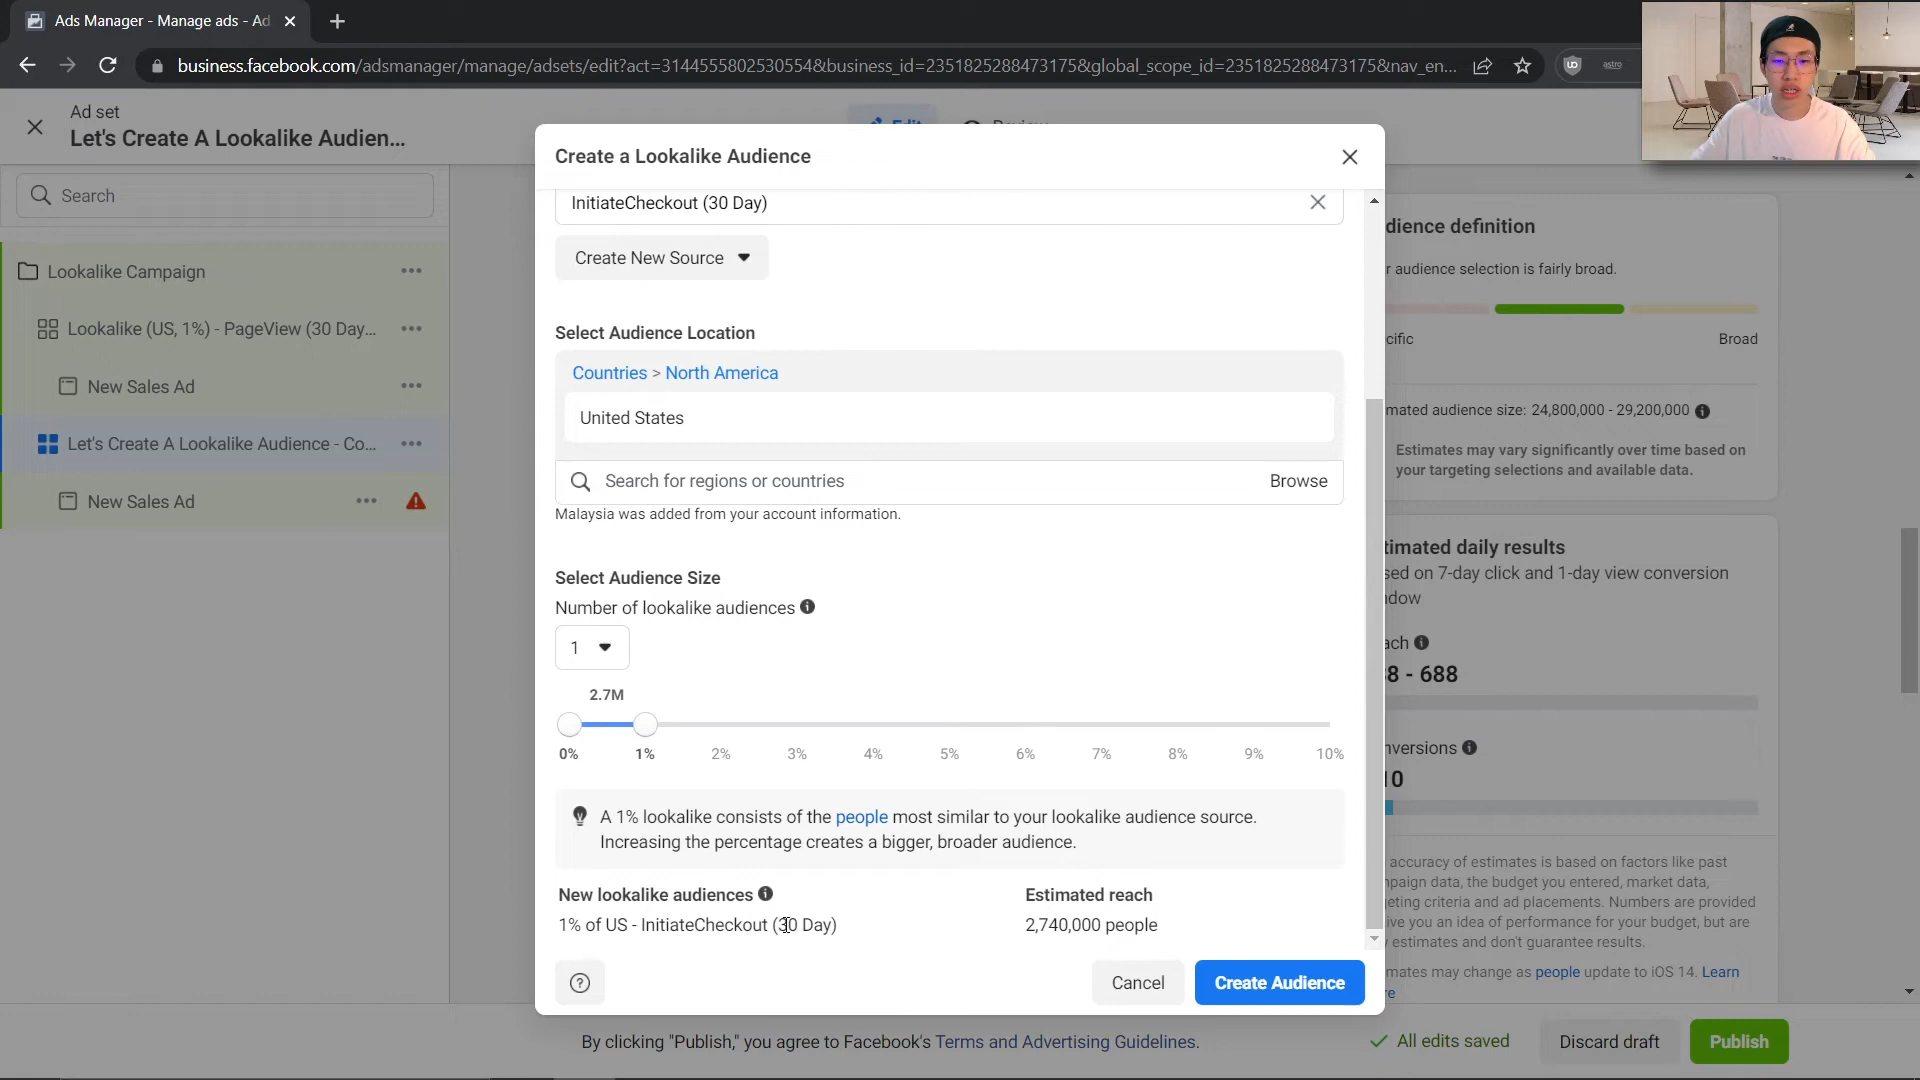 Ads Manager - Manage ads - Ad
business.facebook.com/adsmanager/manage/adsets/edit?act=3144555802530554&business_id=2351825288473175&global_scope_id=2351825288473175&nav_en...
astro
Ad set
Let's Create A Lookalike Audien...
Edit
Review
Search
Lookalike Campaign
Lookalike (US, 1%) - PageView (30 Day...
New Sales Ad
Let's Create A Lookalike Audience - Co...
New Sales Ad
Create a Lookalike Audience
InitiateCheckout (30 Day)
Create New Source
Select Audience Location
Countries > North America
United States
Search for regions or countries
Browse
Malaysia was added from your account information.
Select Audience Size
Number of lookalike audiences
1
2.7M
0% 1% 2% 3% 4% 5% 6% 7% 8% 9% 10%
A 1% lookalike consists of the people most similar to your lookalike audience source.
Increasing the percentage creates a bigger, broader audience.
New lookalike audiences
Estimated reach
1% of US - InitiateCheckout (30 Day)
2,740,000 people
Cancel
Create Audience
dience definition
r audience selection is fairly broad.
cific
Broad
mated audience size: 24,800,000 - 29,200,000
Estimates may vary significantly over time based on
your targeting selections and available data.
timated daily results
sed on 7-day click and 1-day view conversion
ndow
ach
8 - 688
nversions
10
accuracy of estimates is based on factors like past
npaign data, the budget you entered, market data,
geting criteria and ad placements. Numbers are provided
ive you an idea of performance for your budget, but are
y estimates and don't guarantee results.
mates may change as people update to iOS 14. Learn
re
By clicking "Publish," you agree to Facebook's Terms and Advertising Guidelines.
All edits saved
Discard draft
Publish